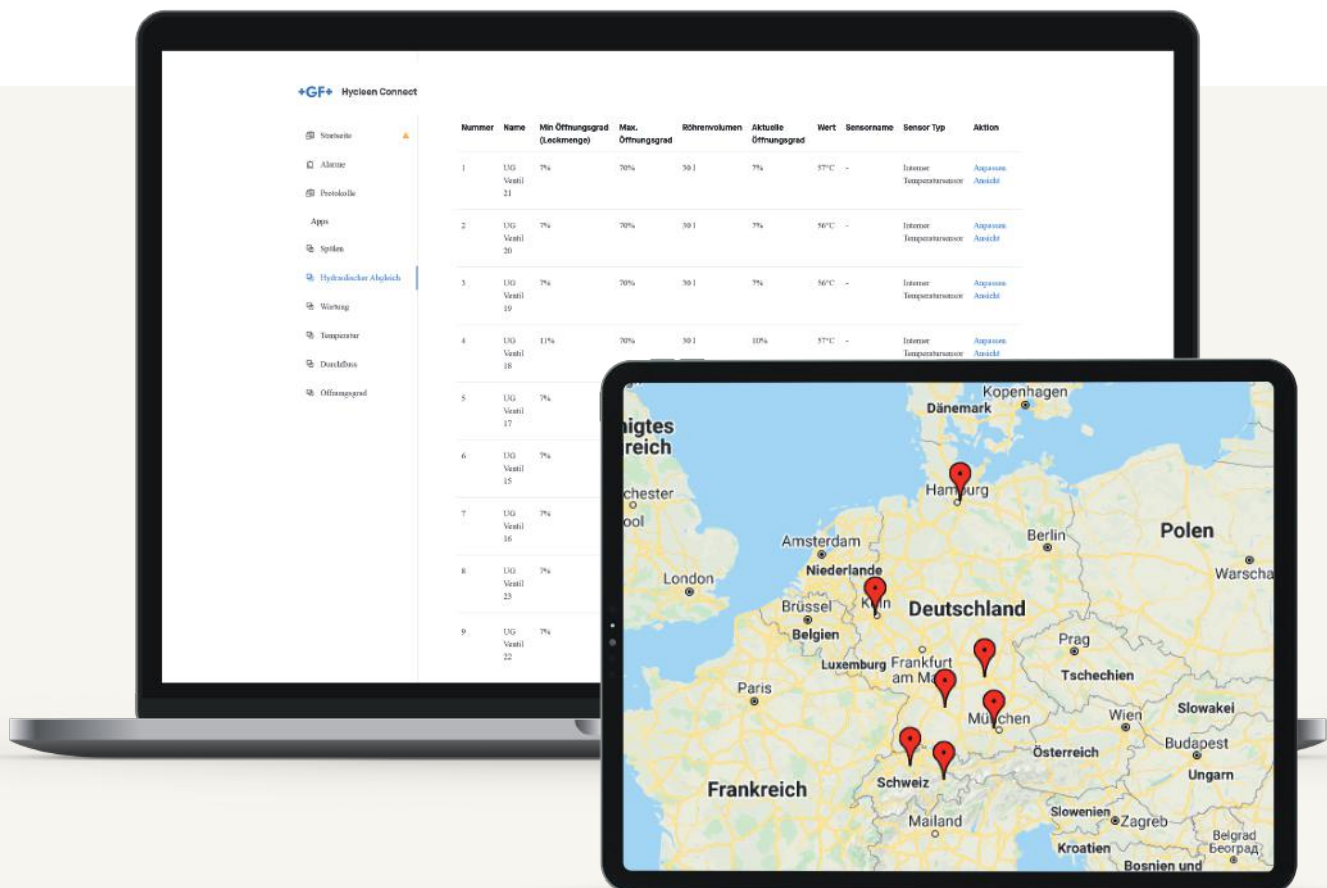 +GF+ Hycleen Connect
Startseite
Alarme
Protokolle
Apps
Spülen
Hydraulischer Abgleich
Wartung
Temperatur
Durchfluss
Öffnungsgrad
Nummer Name Min Öffnungsgrad Max. Röhrenvolumen Aktuelle Wert Sensorname Sensor Typ Aktion
(Leckmenge) Öffnungsgrad Öffnungsgrad
1 UG 7% 70% 30 l 7% 57°C - Interner Anpassen
Ventil Temperatursensor Ansicht
21
2 UG 7% 70% 30 l 7% 56°C - Interner Anpassen
Ventil Temperatursensor Ansicht
20
3 UG 7% 70% 30 l 7% 56°C - Interner Anpassen
Ventil Temperatursensor Ansicht
19
4 UG 11% 70% 30 l 10% 57°C - Interner Anpassen
Ventil Temperatursensor Ansicht
18
5 UG 7%
Ventil
17
6 UG 7%
Ventil
15
7 UG 7%
Ventil
16
8 UG 7%
Ventil
23
9 UG 7%
Ventil
22
Kopenhagen
Dänemark
nigtes
reich
chester
ool
Hamburg
Amsterdam
Berlin
Polen
Niederlande
London
Warscha
Brüssel
Köln
Deutschland
Belgien
Prag
Luxemburg
Frankfurt
am Ma
Tschechien
Paris
München
Wien
Slowakei
Österreich
Budapest
Ungarn
Frankreich
Schweiz
Mailand
Slowenien
Zagreb
Kroatien
Belgrad
Београд
Bosnien und